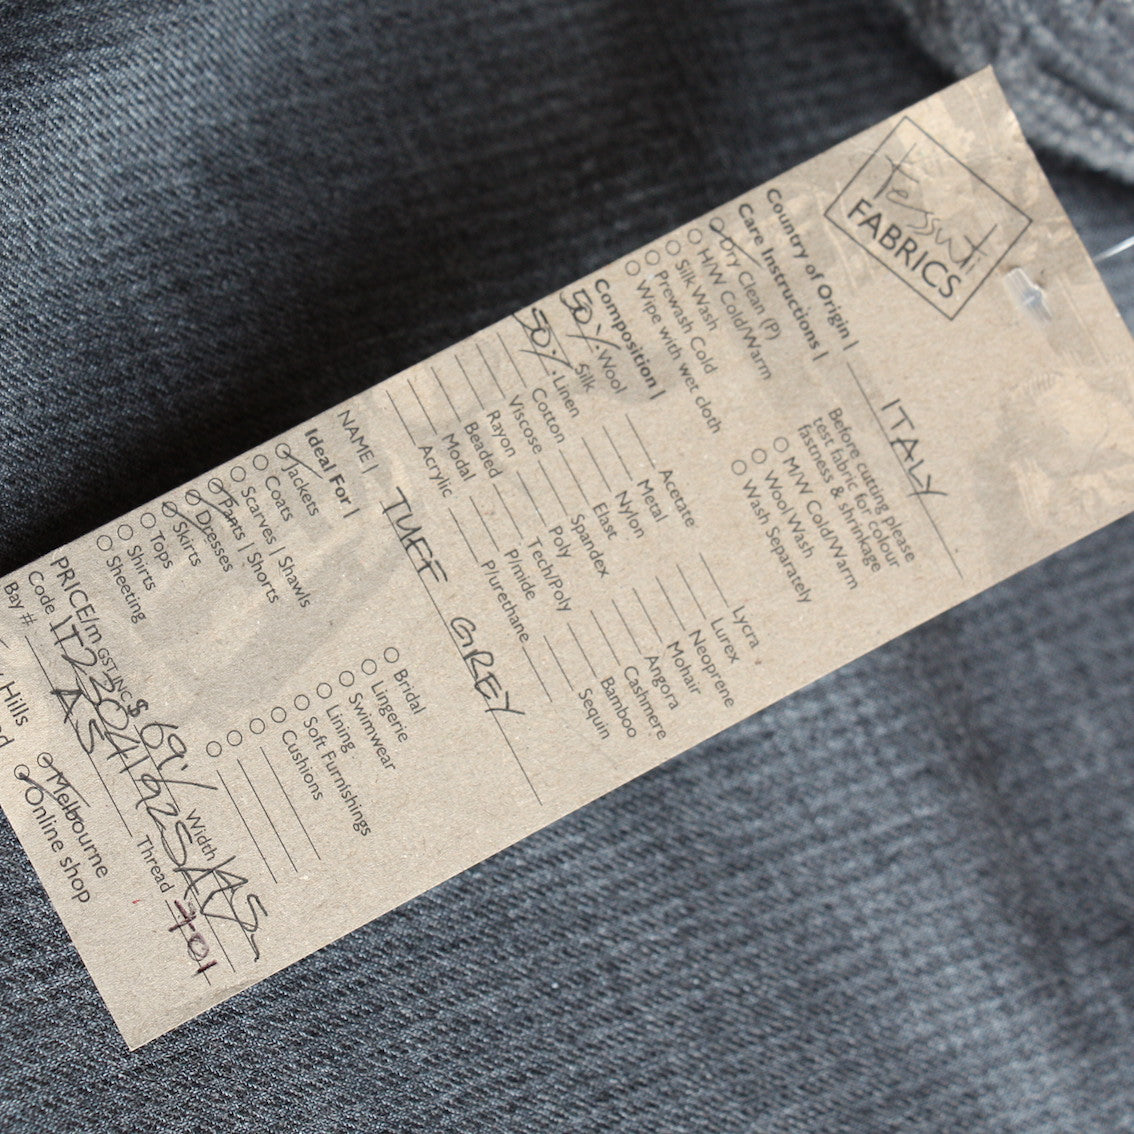 tessuti
FABRICS
Country of Origin | ITALY
Care Instructions |
Before cutting please
test fabric for colour
fastness & shrinkage
Dry Clean (P)
H/W Cold/Warm
Silk Wash
Prewash Cold
Wipe with wet cloth
M/W Cold/Warm
Wool Wash
Wash Separately
Composition |
50% Wool
Silk
50% Linen
Cotton
Viscose
Rayon
Beaded
Modal
Acrylic
Acetate
Metal
Nylon
Elast
Spandex
Poly
Tech/Poly
P/mide
P/urethane
Lycra
Lurex
Neoprene
Mohair
Angora
Cashmere
Bamboo
Sequin
NAME | TUFF GREY
Ideal For |
Jackets
Coats
Scarves | Shawls
Pants | Shorts
Dresses
Skirts
Tops
Shirts
Sheeting
Bridal
Lingerie
Swimwear
Lining
Soft Furnishings
Cushions
PRICE/m GST INC $ 69./ Width 145
Code
Bay # AS Thread 701
Hills
Melbourne
Online shop